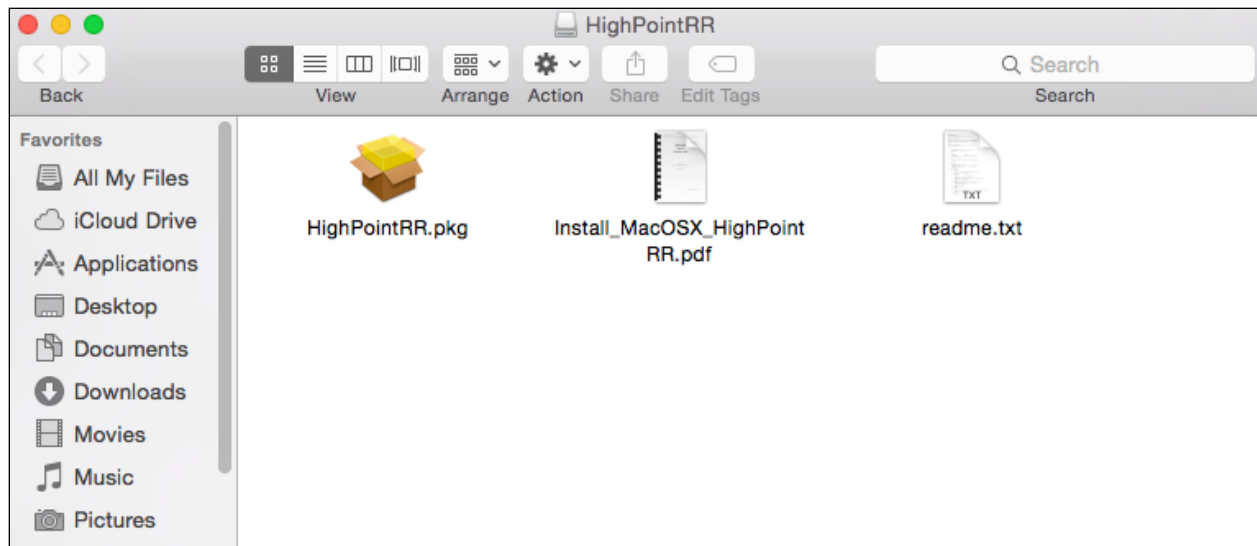 HighPointRR
Back
View
Arrange
Action
Share
Edit Tags
Search
Search
Favorites
All My Files
iCloud Drive
Applications
Desktop
Documents
Downloads
Movies
Music
Pictures
HighPointRR.pkg
Install_MacOSX_HighPoint
RR.pdf
TXT
readme.txt